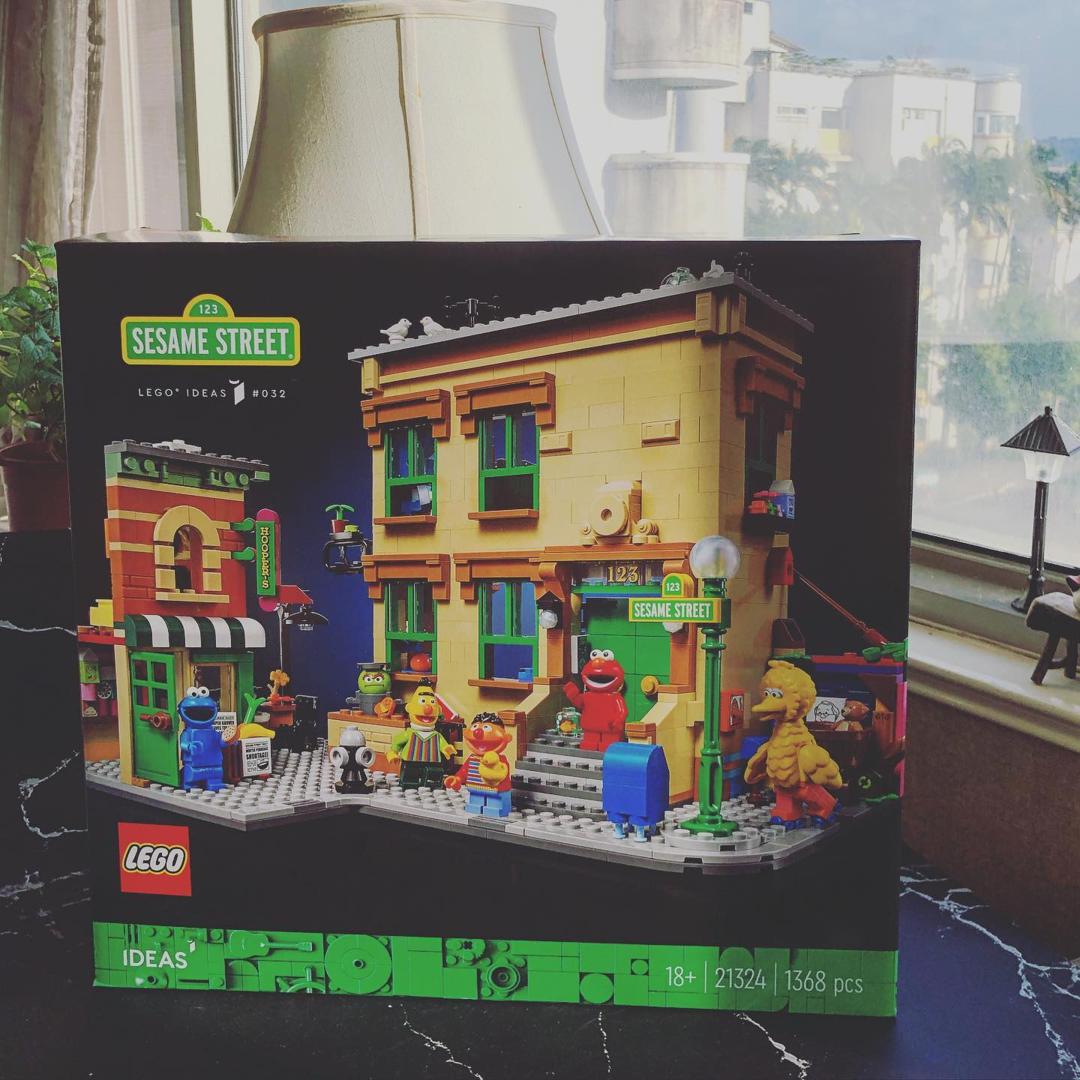 123
SESAME STREET
LEGO® IDEAS #032
HOOPER'S
123
123
SESAME STREET
LEGO
IDEAS
18+ | 21324 | 1368 pcs